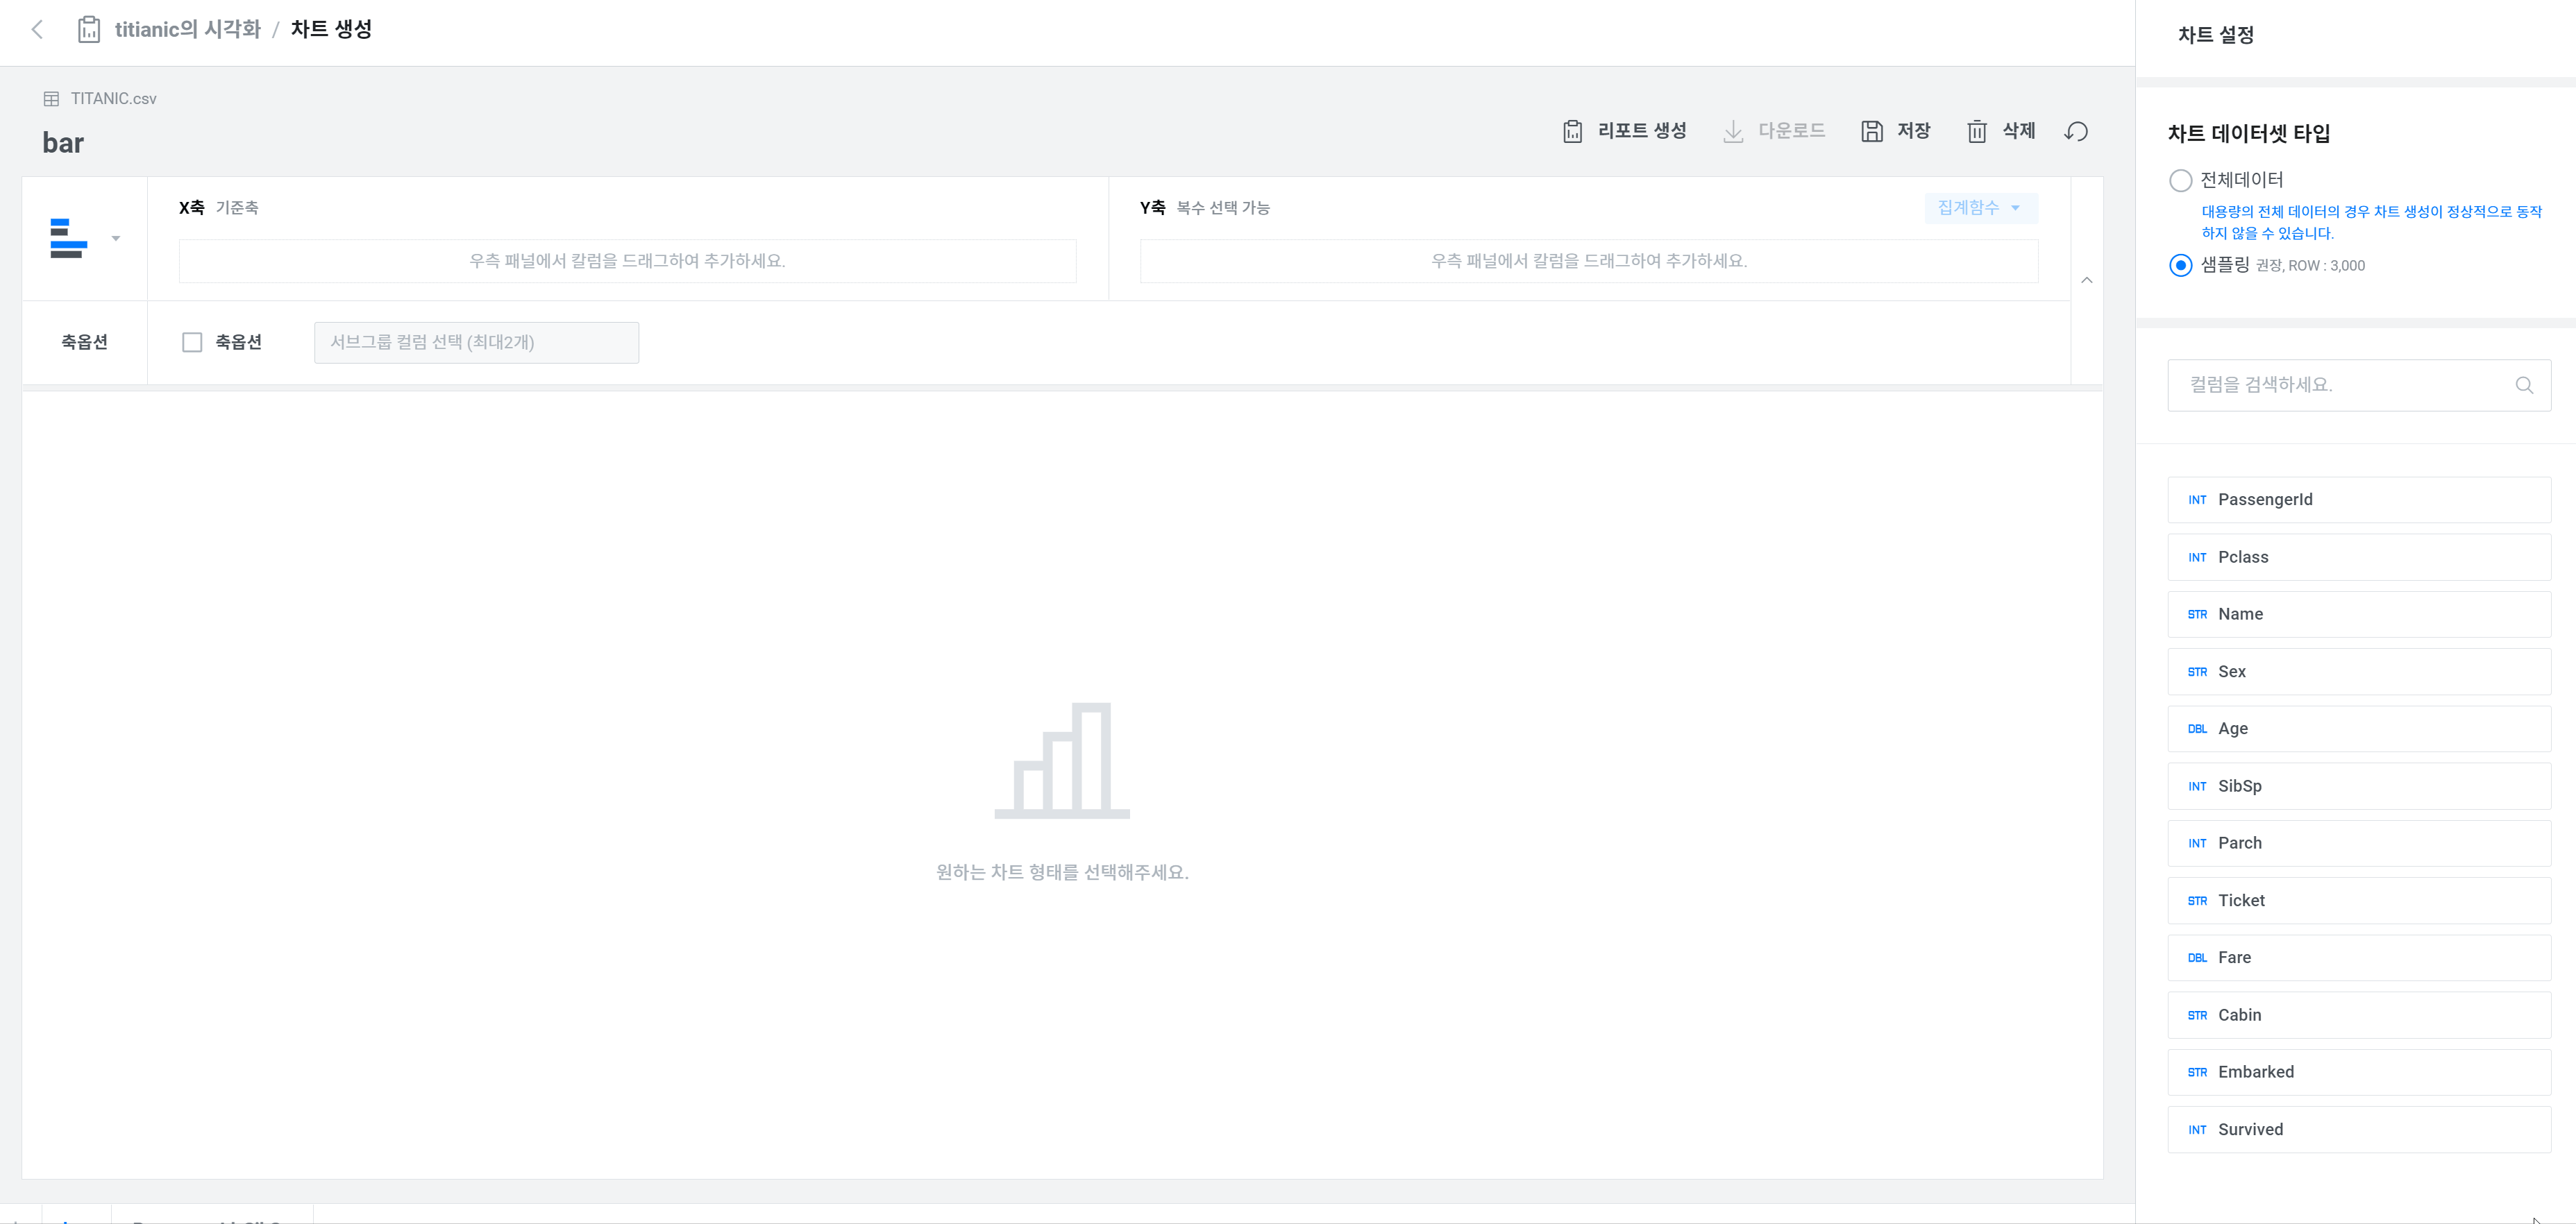 titianic의 시각화 / 차트 생성
TITANIC.csv
bar
리포트 생성
다운로드
저장
삭제
X축 기준축
우측 패널에서 칼럼을 드래그하여 추가하세요.
Y축 복수 선택 가능
집계함수
우측 패널에서 칼럼을 드래그하여 추가하세요.
축옵션
축옵션
서브그룹 컬럼 선택 (최대2개)
원하는 차트 형태를 선택해주세요.
차트 설정
차트 데이터셋 타입
전체데이터
대용량의 전체 데이터의 경우 차트 생성이 정상적으로 동작
하지 않을 수 있습니다.
샘플링 권장, ROW : 3,000
컬럼을 검색하세요.
INT PassengerId
INT Pclass
STR Name
STR Sex
DBL Age
INT SibSp
INT Parch
STR Ticket
DBL Fare
STR Cabin
STR Embarked
INT Survived